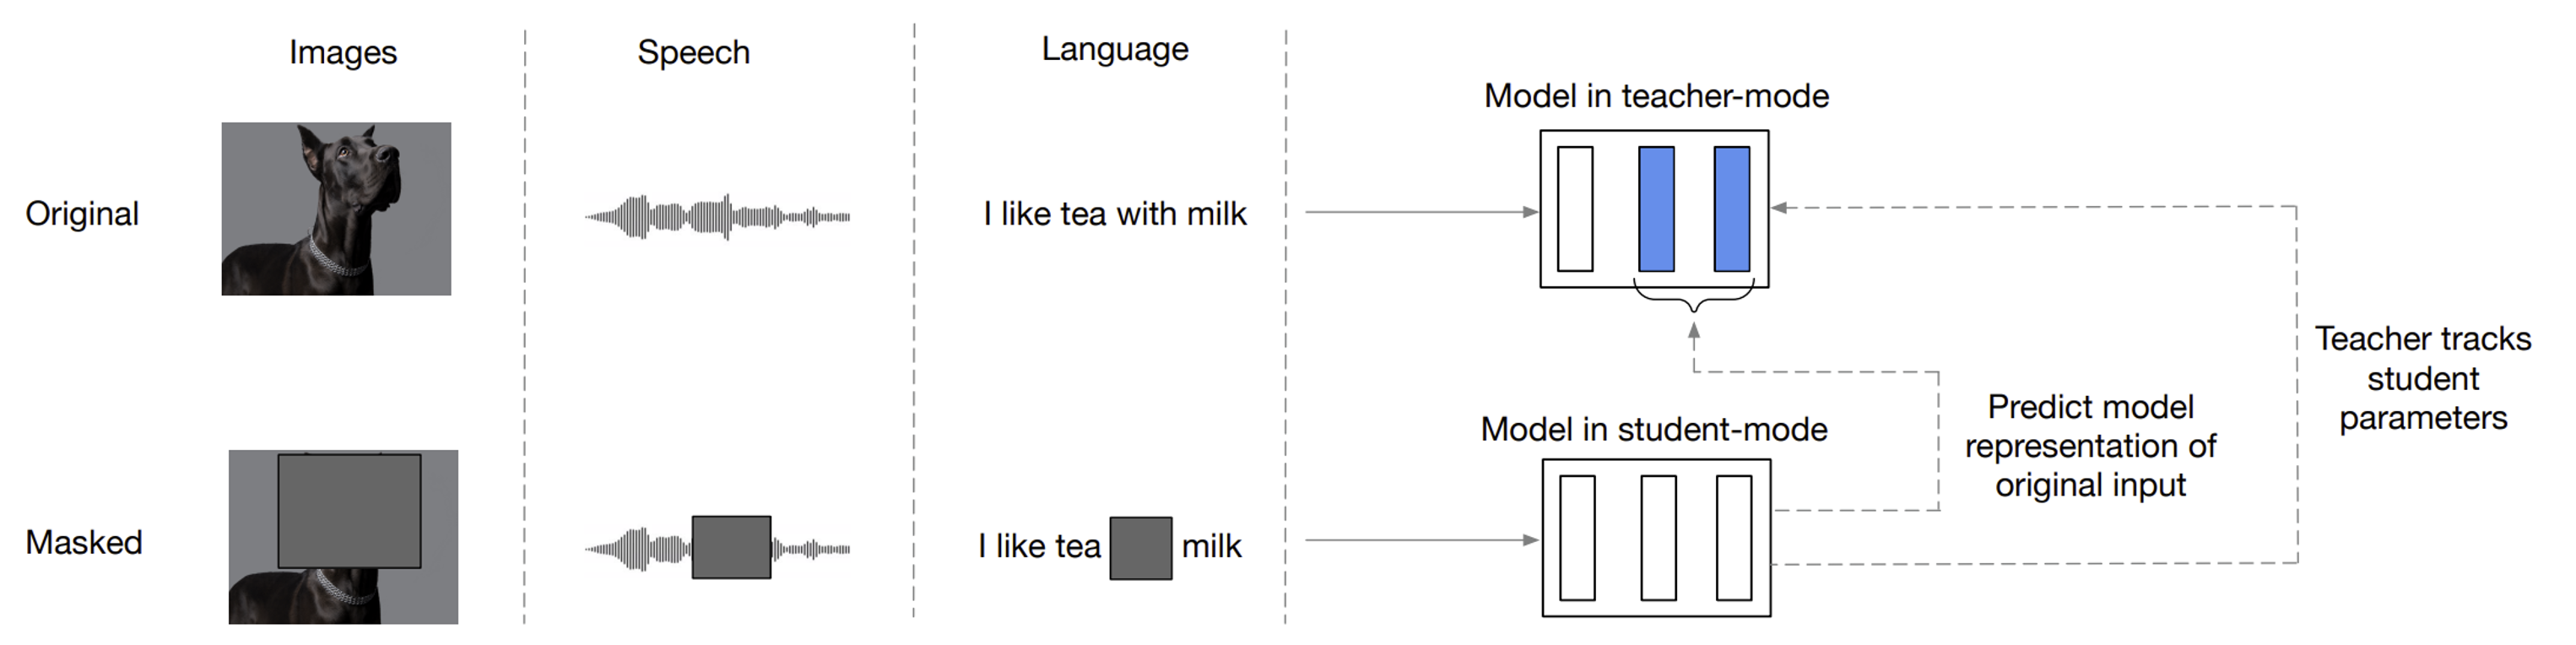 Images
Speech
Language
Model in teacher-mode
Original
I like tea with milk
Teacher tracks
student
parameters
Predict model
representation of
original input
Model in student-mode
Masked
I like tea milk